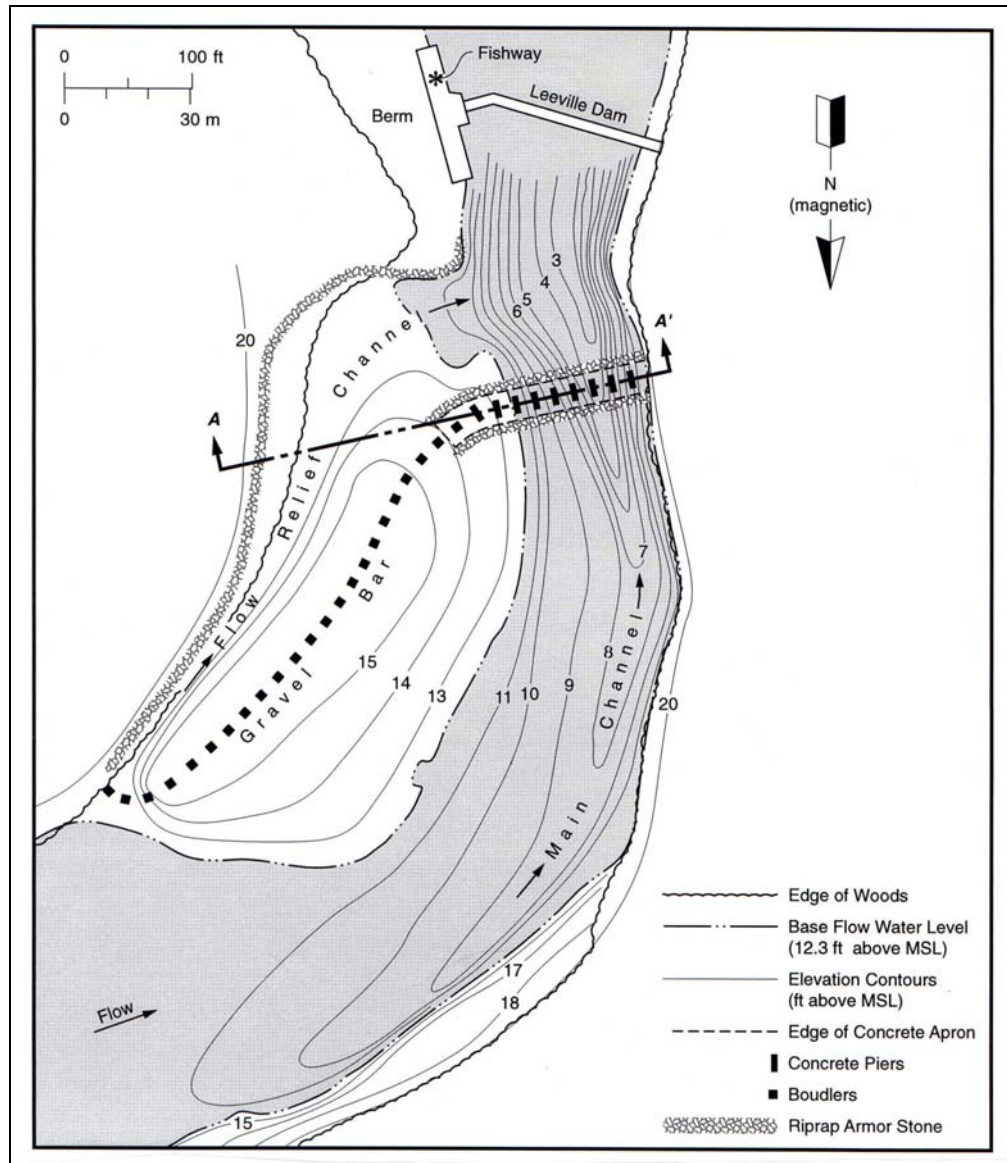 0 100 ft
0 30 m
Fishway
*
Berm
Leeville Dam
N
(magnetic)
3
4
5
6
20
A'
A
Flow Relief Channe
7
Gravel Bar
15
14
13
11
10
9
8
Main Channel
20
17
18
Flow
15
Edge of Woods
Base Flow Water Level
(12.3 ft above MSL)
Elevation Contours
(ft above MSL)
Edge of Concrete Apron
Concrete Piers
Boudlers
Riprap Armor Stone